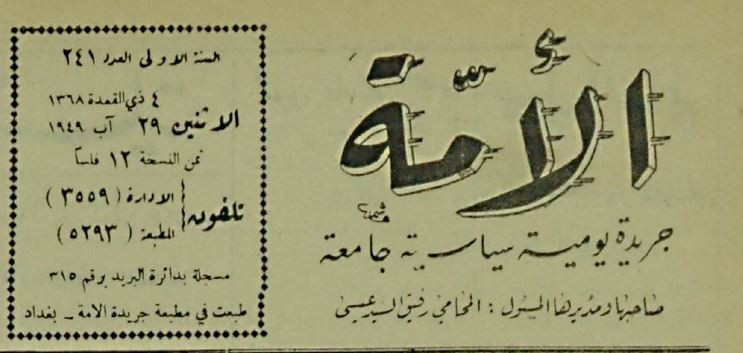 الأمّة
جريدة يومية سياسية جامعة
صاحبها ومديرها المسئول : المحامي رفيق السيد عيسى
السنة الاولى العدد ٢٤١
٤ ذي القعدة ١٣٦٨
الاثنين ٢٩ آب ١٩٤٩
ثمن النسخة ١٢ فلساً
تلفون
الادارة ( ٣٥٥٩ )
المطبعة ( ٥٢٩٣ )
مسجلة بدائرة البريد برقم ٣١٥
طبعت في مطبعة جريدة الامة ـ بغداد